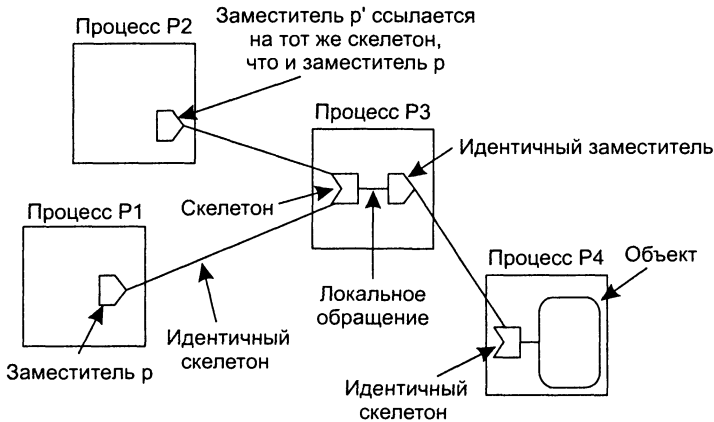 Процесс P2
Заместитель p' ссылается
на тот же скелетон,
что и заместитель p
Процесс P3
Идентичный заместитель
Скелетон
Процесс P1
Процесс P4
Объект
Локальное
обращение
Идентичный
скелетон
Заместитель p
Идентичный
скелетон